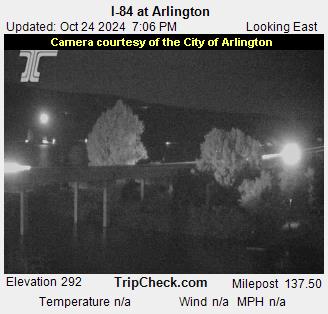 I-84 at Arlington
Updated: Oct 24 2024 7:06 PM Looking East
Camera courtesy of the City of Arlington
Elevation 292 TripCheck.com Milepost 137.50
Temperature n/a Wind n/a MPH n/a